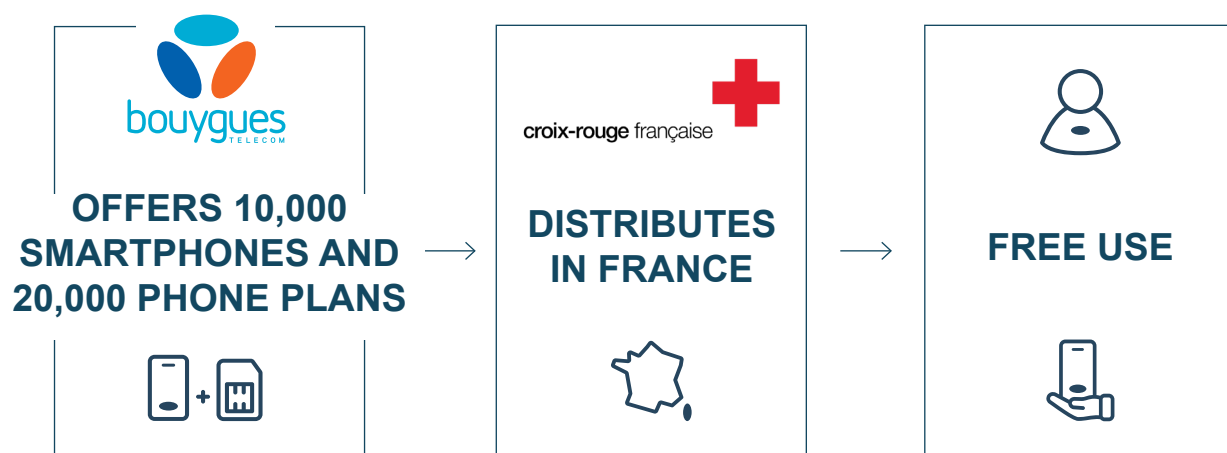 bouygues
TELECOM
OFFERS 10,000
SMARTPHONES AND
20,000 PHONE PLANS
croix-rouge française
DISTRIBUTES
IN FRANCE
FREE USE